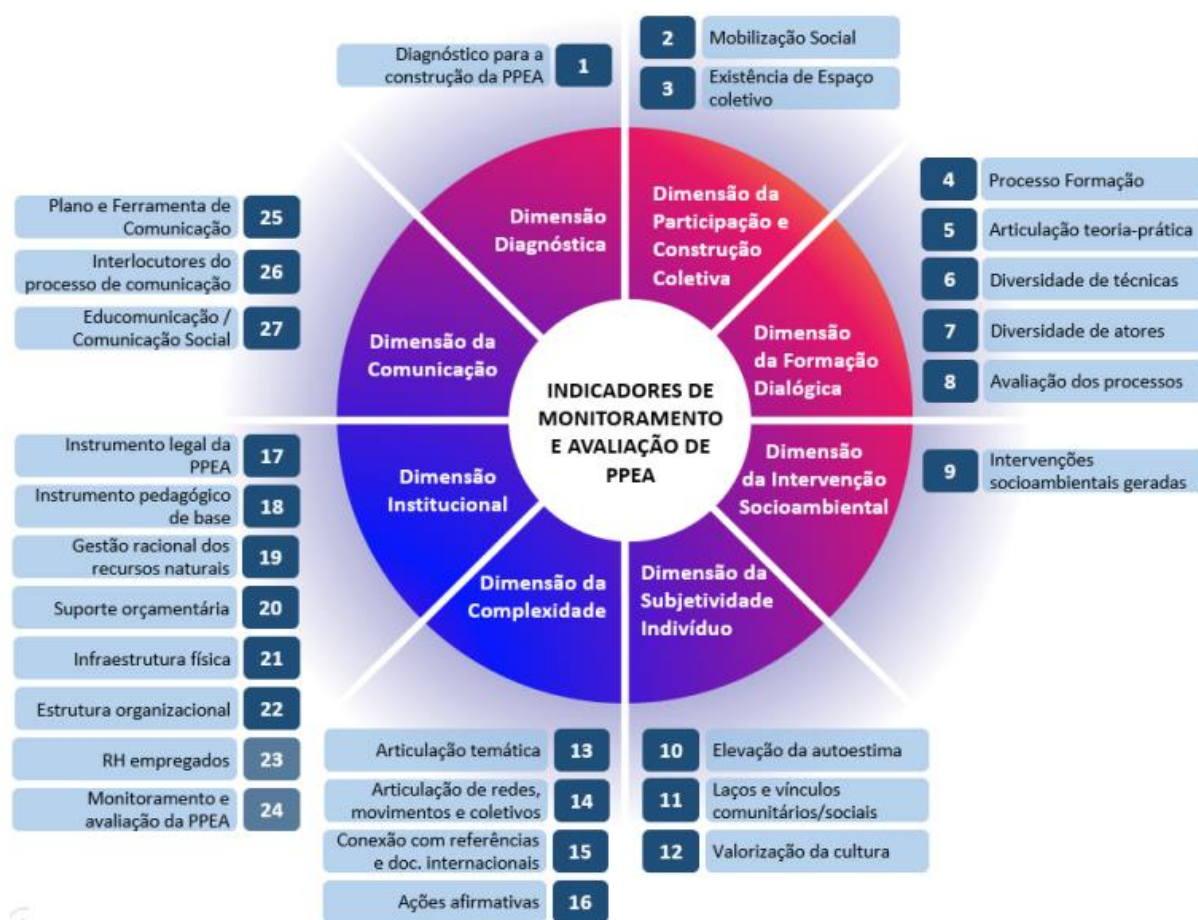 Diagnóstico para a
construção da PPEA
1
2
Mobilização Social
3
Existência de Espaço
coletivo
4
Processo Formação
5
Articulação teoria-prática
6
Diversidade de técnicas
7
Diversidade de atores
8
Avaliação dos processos
9
Intervenções
socioambientais geradas
10
Elevação da autoestima
11
Laços e vínculos
comunitários/sociais
12
Valorização da cultura
Articulação temática
13
Articulação de redes,
movimentos e coletivos
14
Conexão com referências
e doc. internacionais
15
Ações afirmativas
16
Instrumento legal da
PPEA
17
Instrumento pedagógico
de base
18
Gestão racional dos
recursos naturais
19
Suporte orçamentária
20
Infraestrutura física
21
Estrutura organizacional
22
RH empregados
23
Monitoramento e
avaliação da PPEA
24
Plano e Ferramenta de
Comunicação
25
Interlocutores do
processo de comunicação
26
Educomunicação /
Comunicação Social
27
Dimensão
Diagnóstica
Dimensão da
Participação e
Construção
Coletiva
Dimensão
da Formação
Dialógica
Dimensão
da Intervenção
Socioambiental
Dimensão da
Subjetividade
Indivíduo
Dimensão da
Complexidade
Dimensão
Institucional
Dimensão da
Comunicação
INDICADORES DE
MONITORAMENTO
E AVALIAÇÃO DE
PPEA